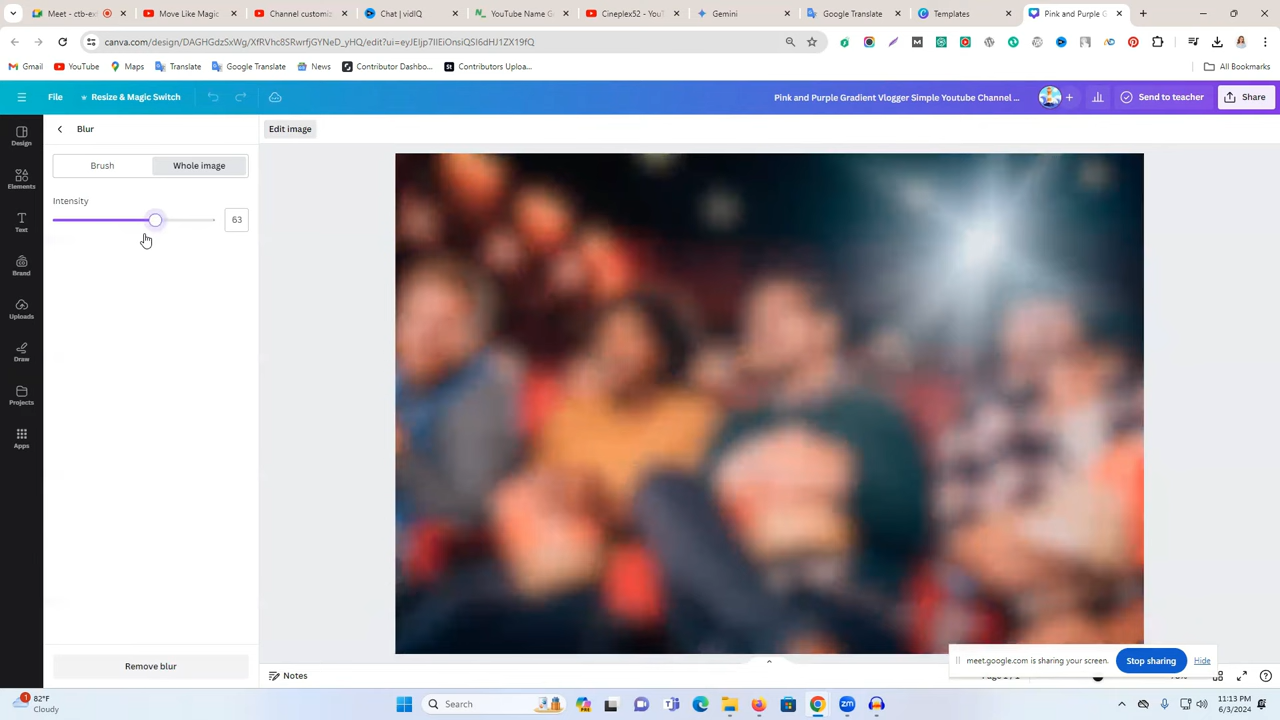 Meet - ctb-ex
Move Like Magic
Channel custom
vidIQ
YouTube Name G
Cineplex52 - You
Gemini
Google Translate
Templates
Pink and Purple G
canva.com/design/DAGHGdzSxWg/XfRVhc8SRwrfjGYNeD_yHQ/edit?ui=eyJEIjp7IlEiOnsiQSI6dHJ1ZX19fQ
Gmail
YouTube
Maps
Translate
Google Translate
News
Contributor Dashbo...
Contributors Uploa...
All Bookmarks
File
Resize & Magic Switch
Pink and Purple Gradient Vlogger Simple Youtube Channel ...
Send to teacher
Share
Design
Elements
Text
Brand
Uploads
Draw
Projects
Apps
Blur
Brush
Whole image
Intensity
63
Remove blur
Edit image
Notes
meet.google.com is sharing your screen.
Stop sharing
Hide
82°F
Cloudy
Search
11:13 PM
6/3/2024